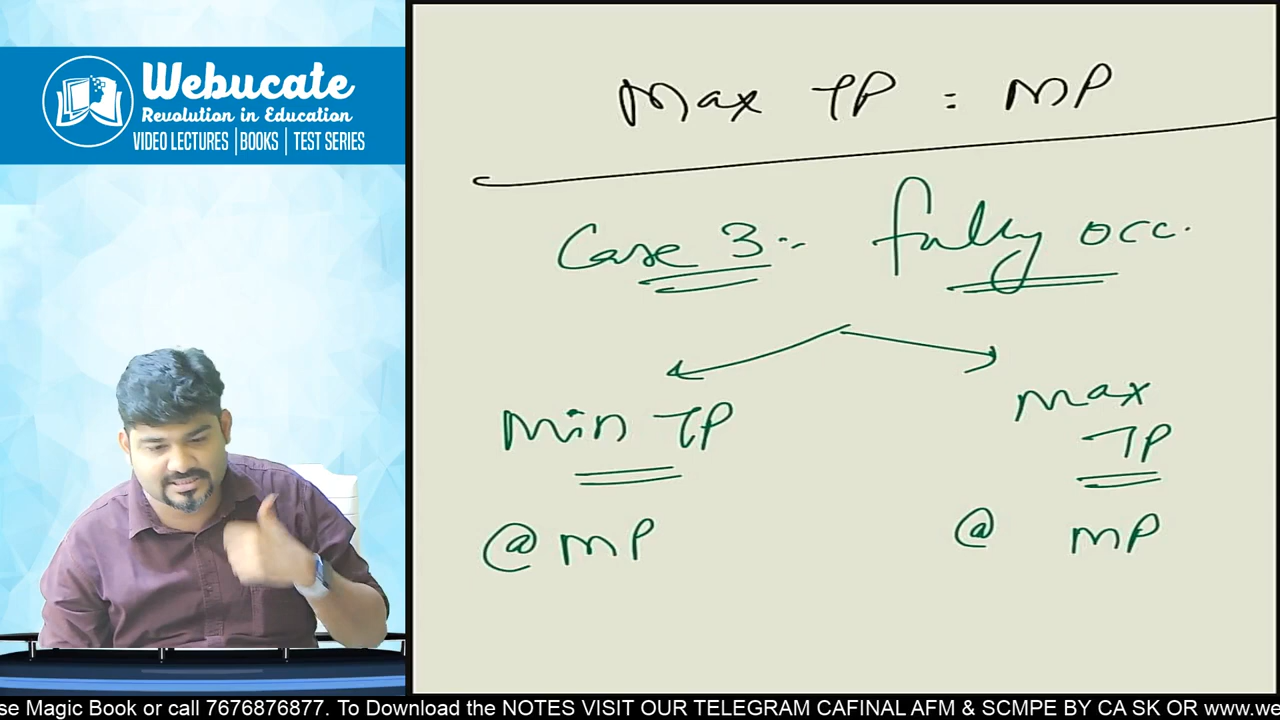 Webucate
Revolution in Education
VIDEO LECTURES | BOOKS | TEST SERIES
Max TP : MP
Case 3:- fully occ.
Min TP
@ MP
Max
TP
@ MP
se Magic Book or call 7676876877. To Download the NOTES VISIT OUR TELEGRAM CAFINAL AFM & SCMPE BY CA SK OR www.we